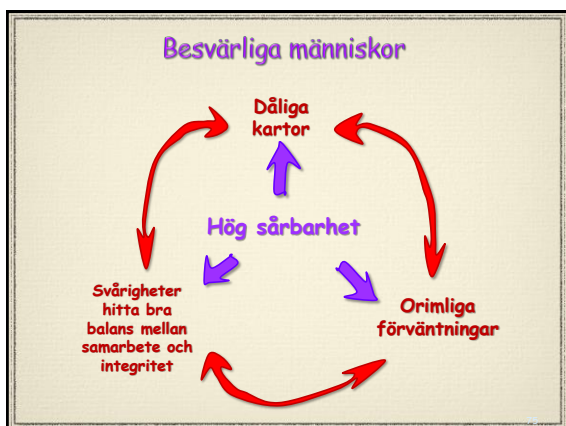 Besvärliga människor
Dåliga
kartor
Hög sårbarhet
Svårigheter
hitta bra
balans mellan
samarbete och
integritet
Orimliga
förväntningar